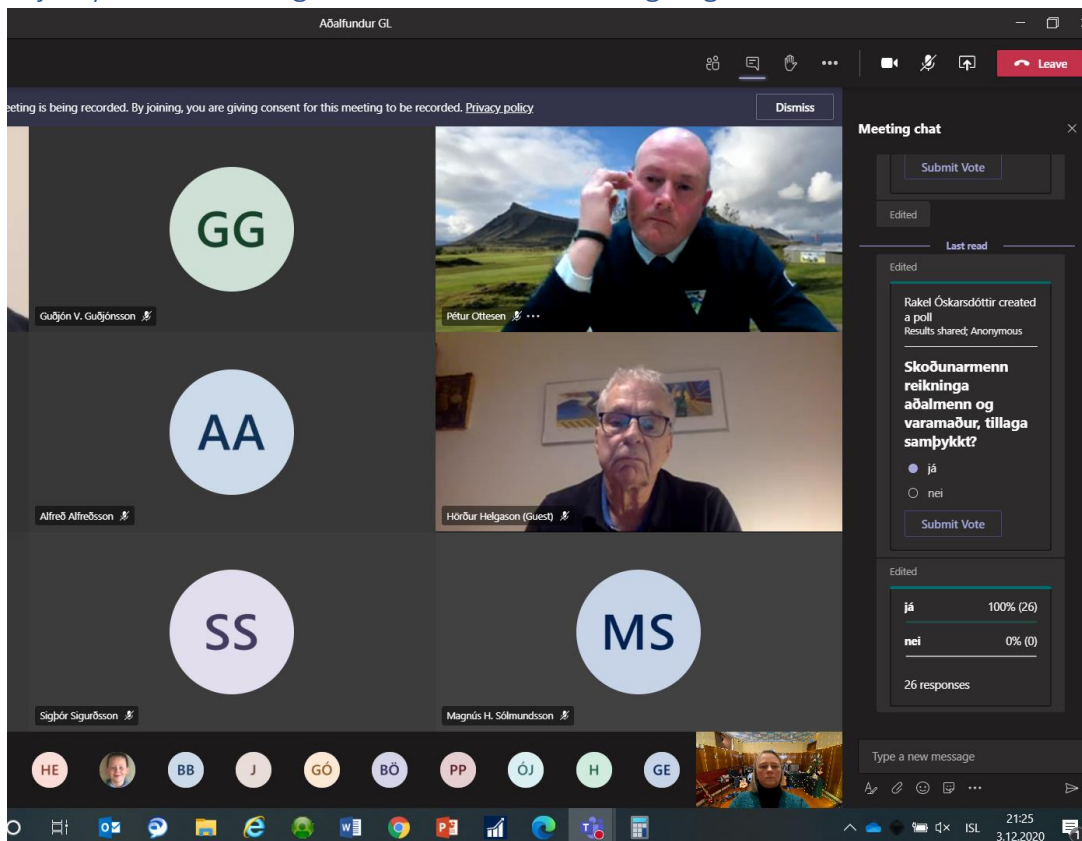 Aðalfundur GL
Leave
eeting is being recorded. By joining, you are giving consent for this meeting to be recorded. Privacy policy
Dismiss
GG
Guðjón V. Guðjónsson
Pétur Ottesen
AA
Alfreð Alfreðsson
Hörður Helgason (Guest)
SS
Sigþór Sigurðsson
MS
Magnús H. Sólmundsson
HE
BB
J
GÓ
BÖ
PP
ÓJ
H
GE
Meeting chat
Submit Vote
Edited
Last read
Edited
Rakel Óskarsdóttir created
a poll
Results shared; Anonymous
Skoðunarmenn
reikninga
aðalmenn og
varamaður, tillaga
samþykkt?
já
nei
Submit Vote
Edited
já 100% (26)
nei 0% (0)
26 responses
Type a new message
ISL
21:25
3.12.2020